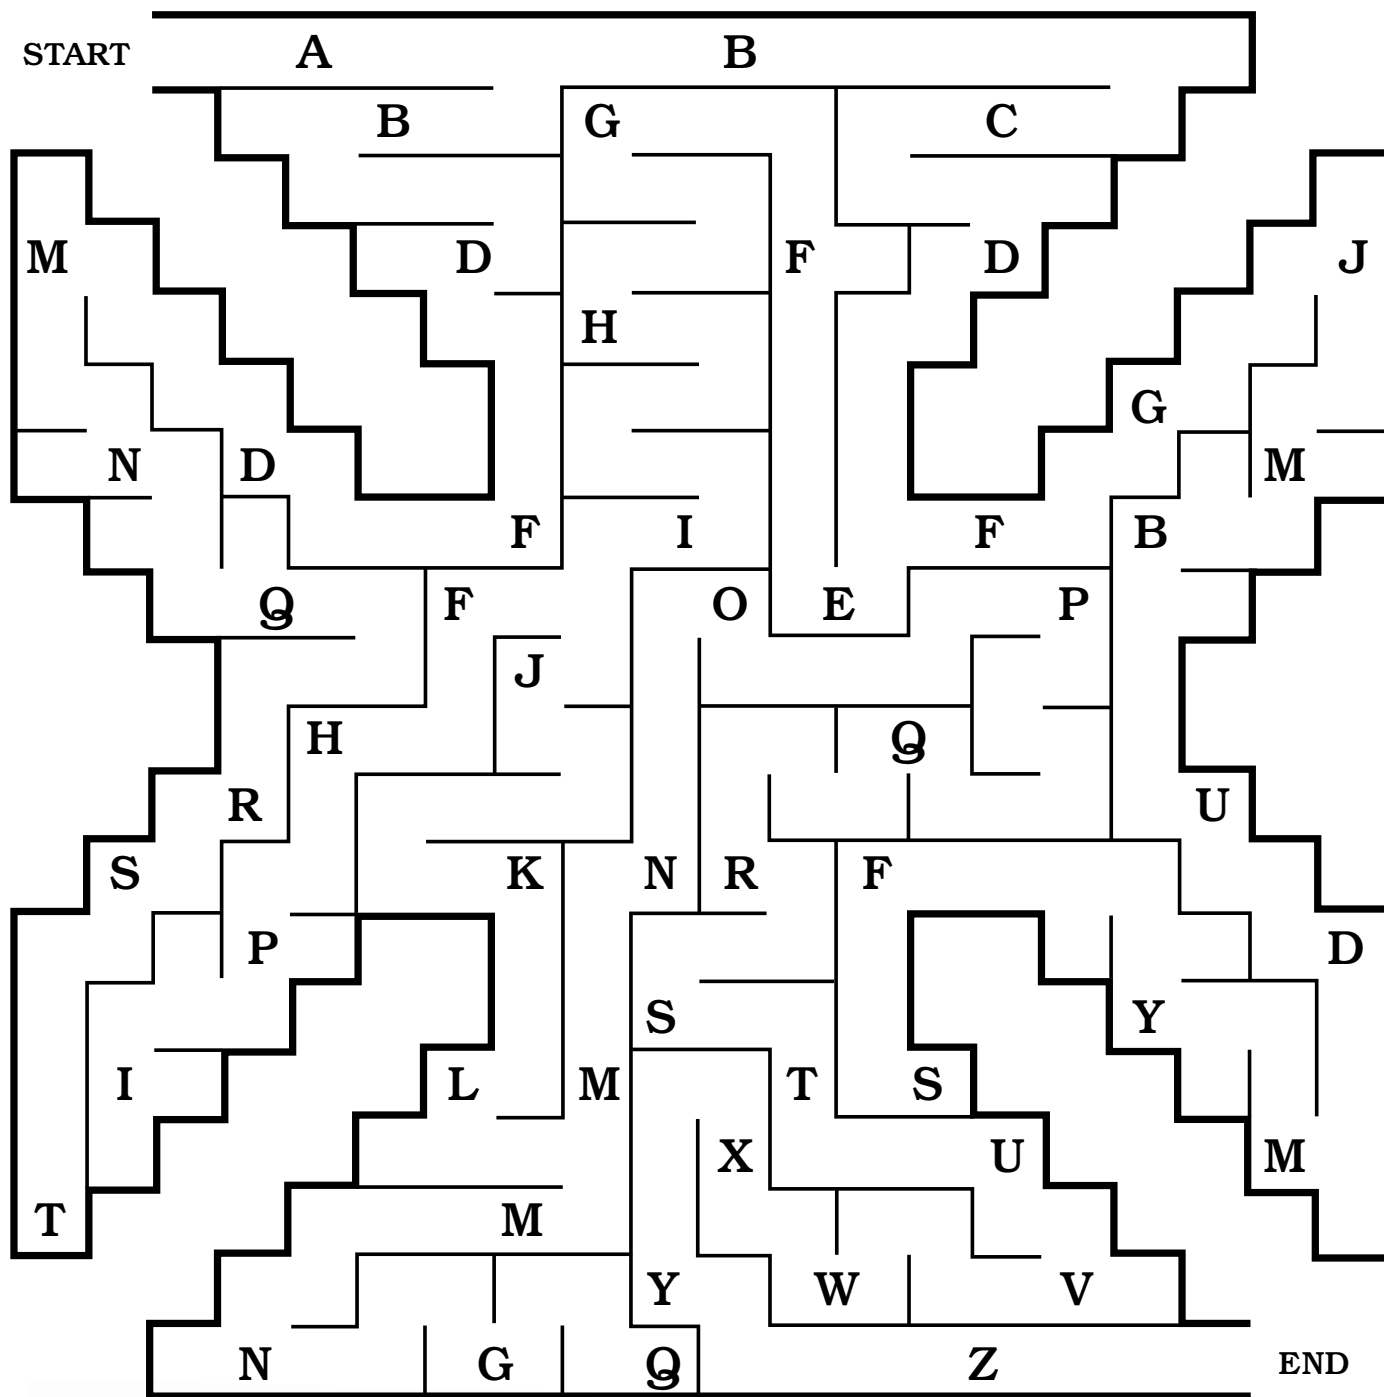 START A B
B G C
M D F D J
H
G
N D M
F I F B
Q F O E P
J
H Q
R U
S K N R F
P D
S Y
I L M T S
X U M
T M
Y W V
N G Q Z END